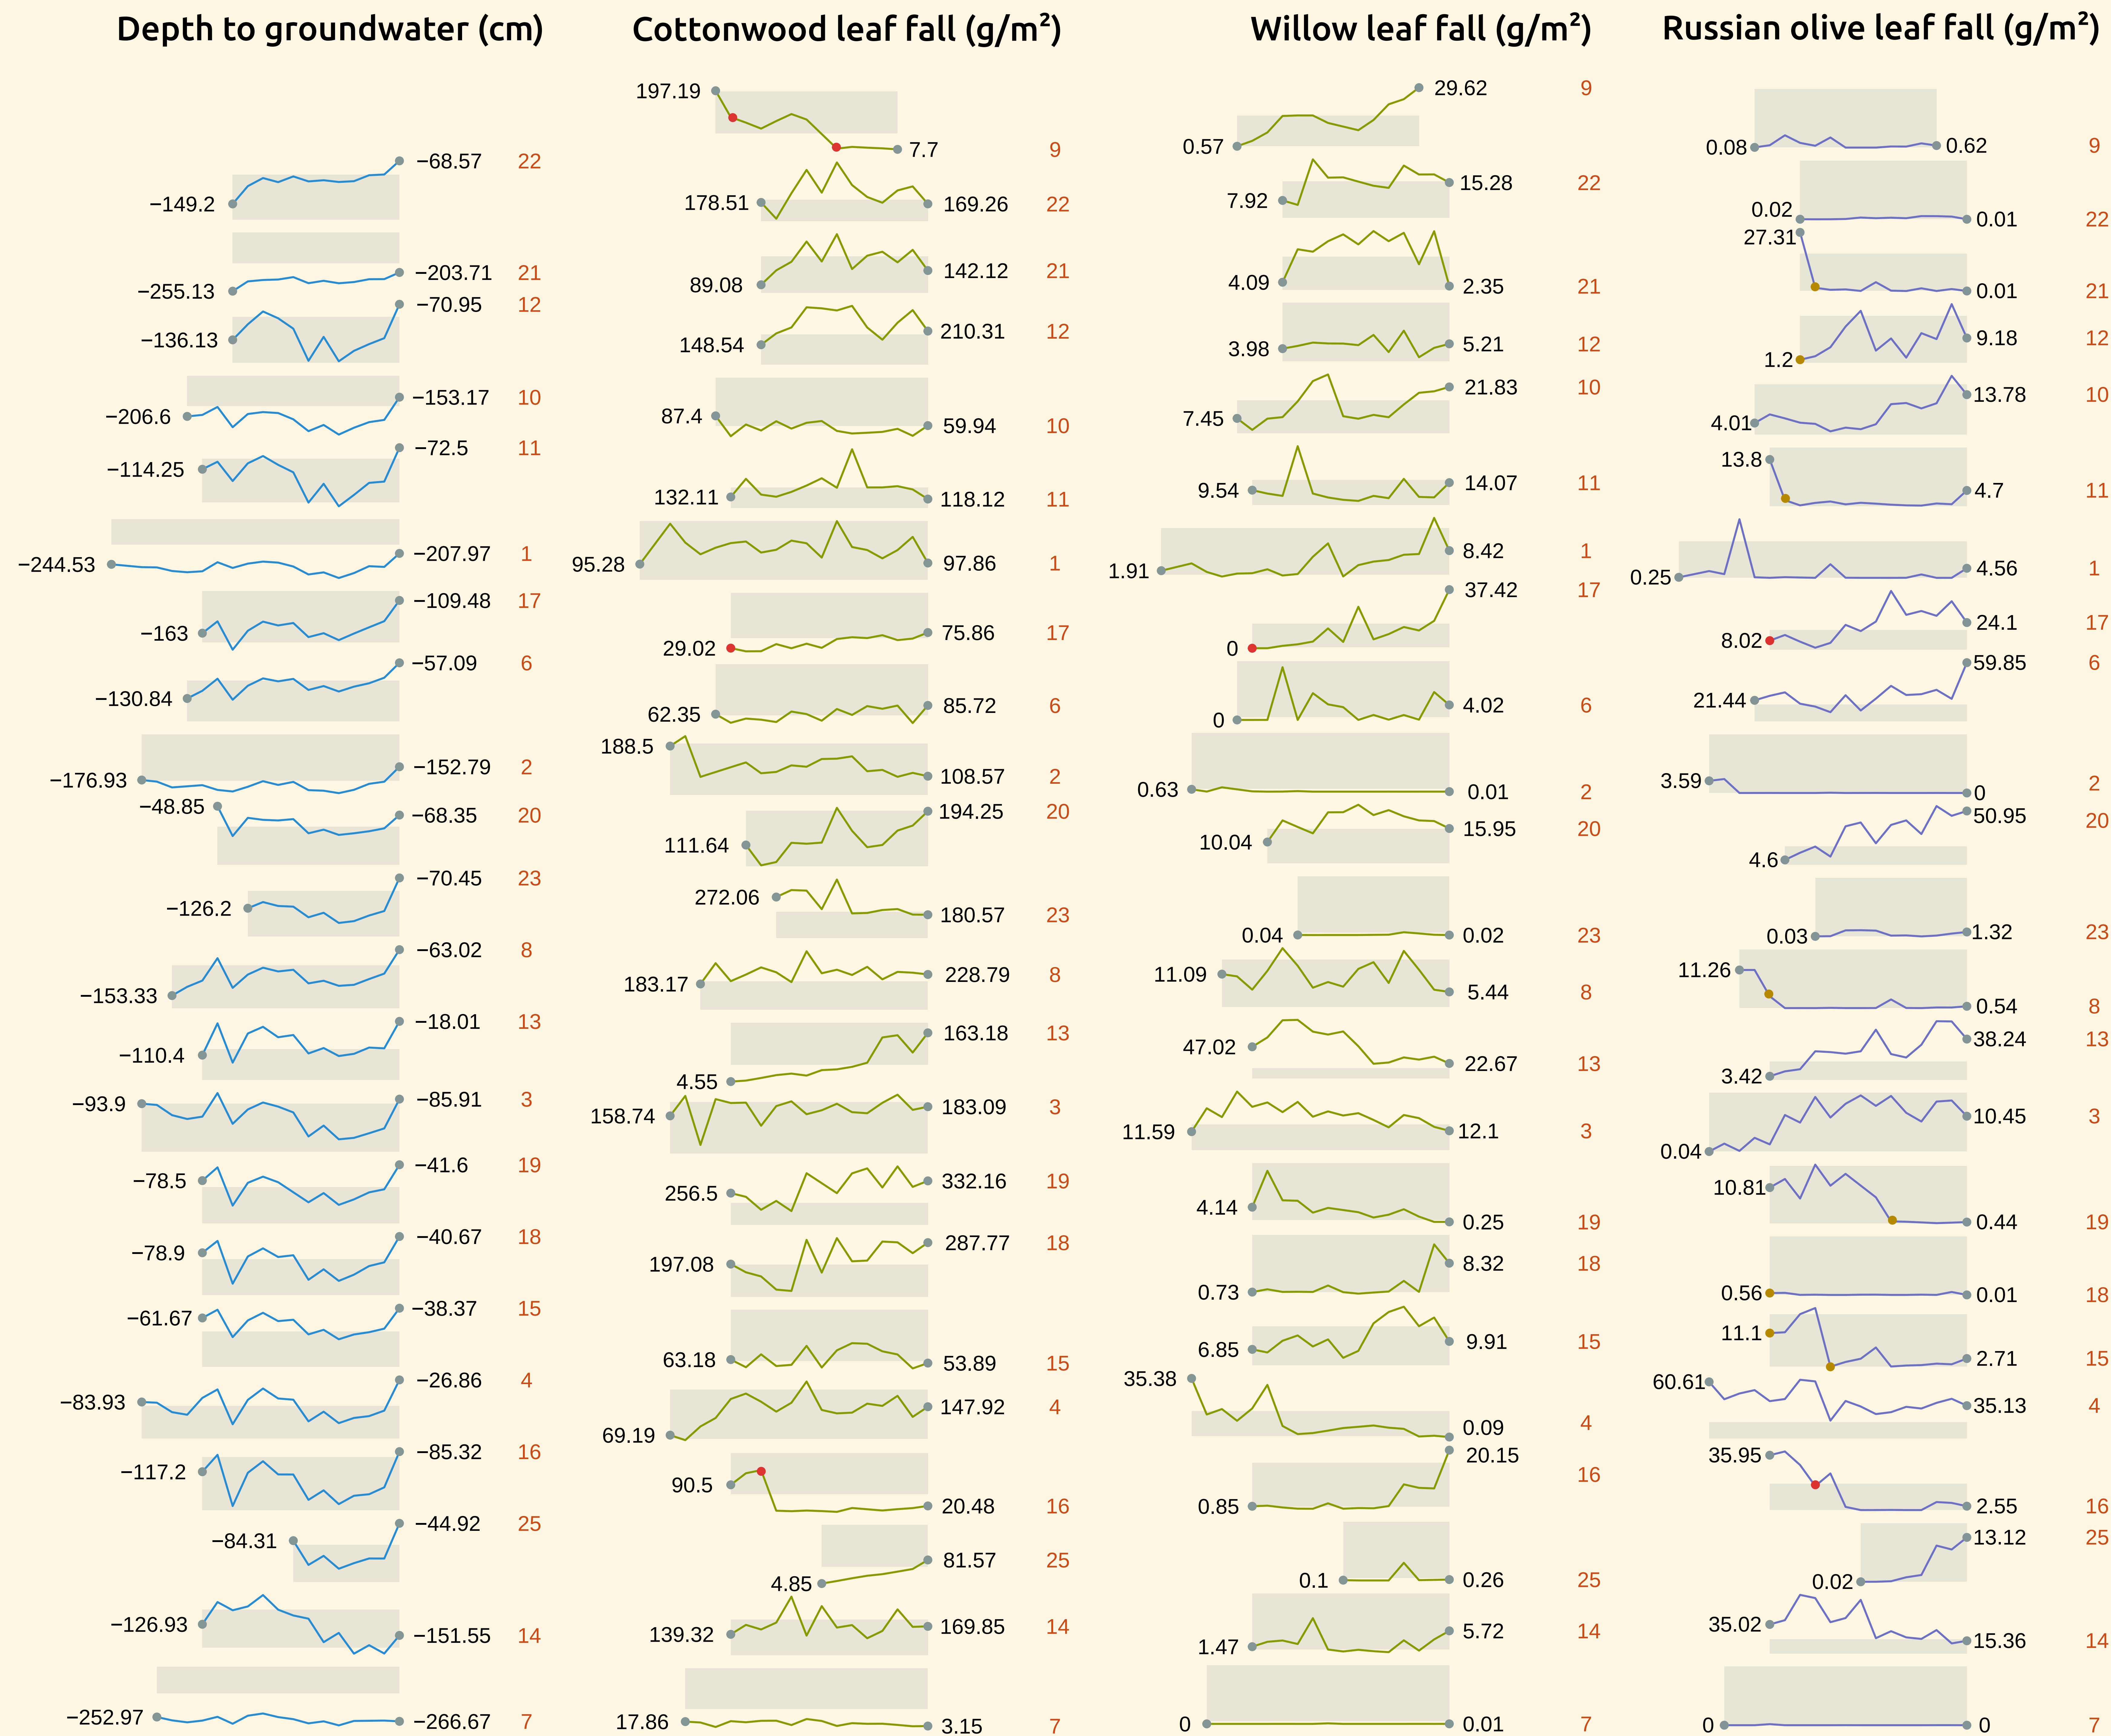 Depth to groundwater (cm) Cottonwood leaf fall (g/m²) Willow leaf fall (g/m²) Russian olive leaf fall (g/m²)
197.19 7.7 9 0.57 29.62 9 0.08 0.62 9
−149.2 −68.57 22 178.51 169.26 22 7.92 15.28 22 0.02 0.01 22
−255.13 −203.71 21 89.08 142.12 21 4.09 2.35 21 27.31 0.01 21
−136.13 −70.95 12 148.54 210.31 12 3.98 5.21 12 1.2 9.18 12
−206.6 −153.17 10 87.4 59.94 10 7.45 21.83 10 4.01 13.78 10
−114.25 −72.5 11 132.11 118.12 11 9.54 14.07 11 13.8 4.7 11
−244.53 −207.97 1 95.28 97.86 1 1.91 8.42 1 0.25 4.56 1
−163 −109.48 17 29.02 75.86 17 0 37.42 17 8.02 24.1 17
−130.84 −57.09 6 62.35 85.72 6 0 4.02 6 21.44 59.85 6
−176.93 −152.79 2 188.5 108.57 2 0.63 0.01 2 3.59 0 2
−48.85 −68.35 20 111.64 194.25 20 10.04 15.95 20 4.6 50.95 20
−126.2 −70.45 23 272.06 180.57 23 0.04 0.02 23 0.03 1.32 23
−153.33 −63.02 8 183.17 228.79 8 11.09 5.44 8 11.26 0.54 8
−110.4 −18.01 13 4.55 163.18 13 47.02 22.67 13 3.42 38.24 13
−93.9 −85.91 3 158.74 183.09 3 11.59 12.1 3 0.04 10.45 3
−78.5 −41.6 19 256.5 332.16 19 4.14 0.25 19 10.81 0.44 19
−78.9 −40.67 18 197.08 287.77 18 0.73 8.32 18 0.56 0.01 18
−61.67 −38.37 15 63.18 53.89 15 6.85 9.91 15 11.1 2.71 15
−83.93 −26.86 4 69.19 147.92 4 35.38 0.09 4 60.61 35.13 4
−117.2 −85.32 16 90.5 20.48 16 0.85 20.15 16 35.95 2.55 16
−84.31 −44.92 25 4.85 81.57 25 0.1 0.26 25 0.02 13.12 25
−126.93 −151.55 14 139.32 169.85 14 1.47 5.72 14 35.02 15.36 14
−252.97 −266.67 7 17.86 3.15 7 0 0.01 7 0 0 7